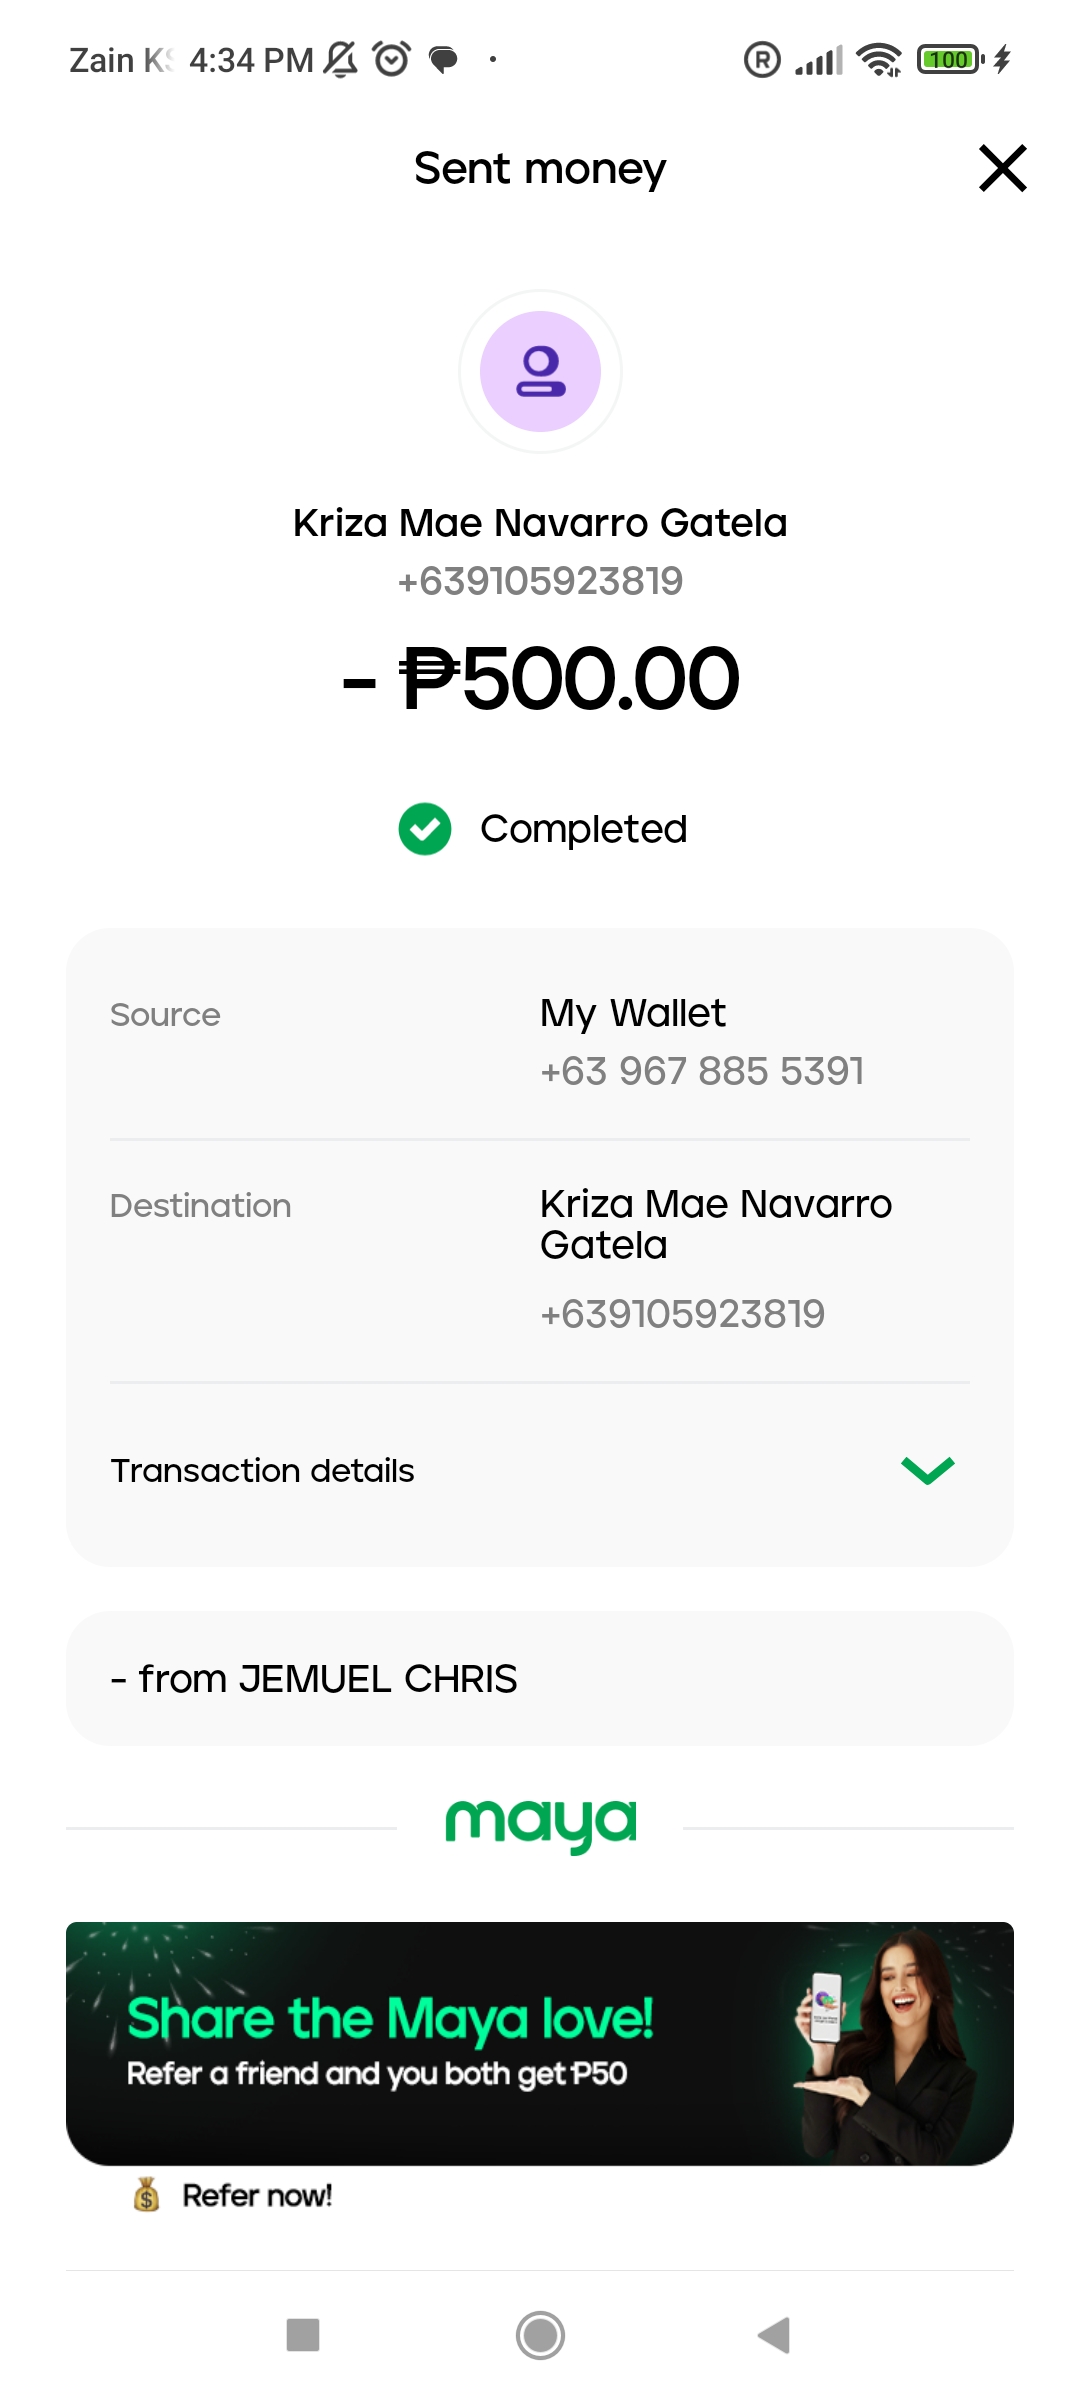 Zain K 4:34 PM
100
Sent money
Kriza Mae Navarro Gatela
+639105923819
- ₱500.00
Completed
Source
My Wallet
+63 967 885 5391
Destination
Kriza Mae Navarro
Gatela
+639105923819
Transaction details
- from JEMUEL CHRIS
maya
Share the Maya love!
Refer a friend and you both get ₱50
Refer now!